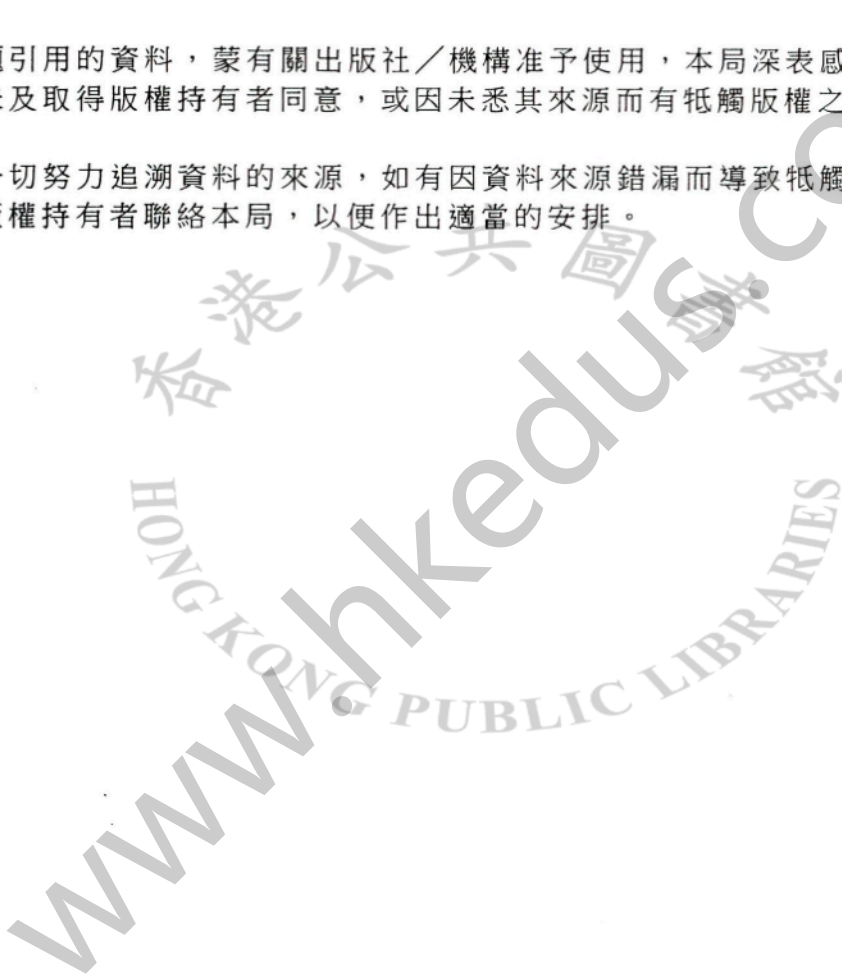 引用的資料，蒙有關出版社／機構准予使用，本局深表感
及取得版權持有者同意，或因未悉其來源而有牴觸版權之
切努力追溯資料的來源，如有因資料來源錯漏而導致牴觸
權持有者聯絡本局，以便作出適當的安排。
香港公共圖書館
HONG KONG PUBLIC LIBRARIES
www.hkedus.co